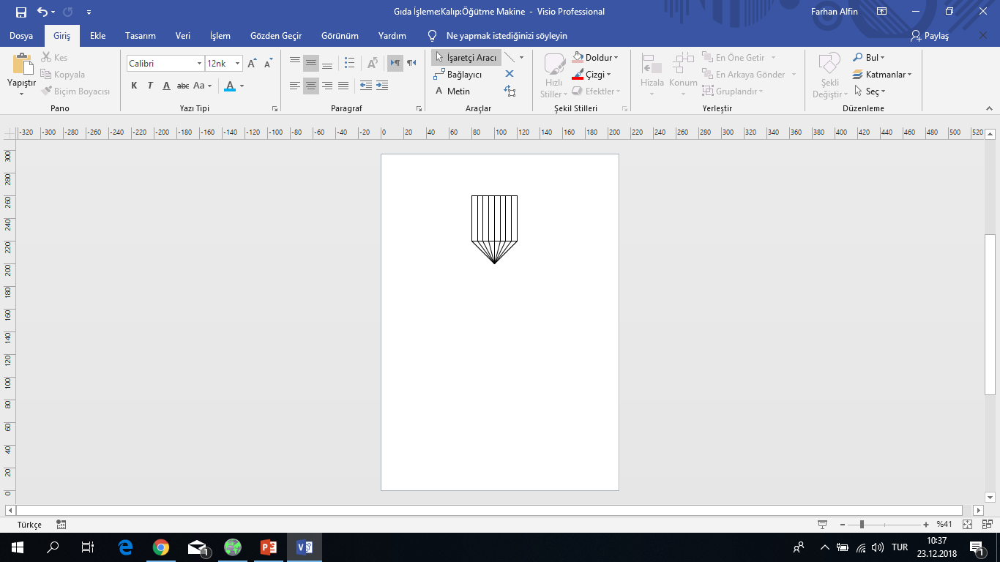 Gıda İşleme:Kalıp:Öğütme Makine - Visio Professional
Farhan Alfin
Dosya Giriş Ekle Tasarım Veri İşlem Gözden Geçir Görünüm Yardım Ne yapmak istediğinizi söyleyin Paylaş
Yapıştır
Kes
Kopyala
Biçim Boyacısı
Pano
Calibri 12nk
K T A abc Aa A
Yazı Tipi
Paragraf
İşaretçi Aracı
Bağlayıcı
A Metin
Araçlar
Hızlı
Stiller
Doldur
Çizgi
Efektler
Şekil Stilleri
Hizala
Konum
En Öne Getir
En Arkaya Gönder
Gruplandır
Yerleştir
Şekli
Değiştir
Bul
Katmanlar
Seç
Düzenleme
-320 -300 -280 -260 -240 -220 -200 -180 -160 -140 -120 -100 -80 -60 -40 -20 0 20 40 60 80 100 120 140 160 180 200 220 240 260 280 300 320 340 360 380 400 420 440 460 480 500 520
300
280
260
240
220
200
180
160
140
120
100
80
60
40
20
0
Türkçe
%41
1
TUR
10:37
23.12.2018
1